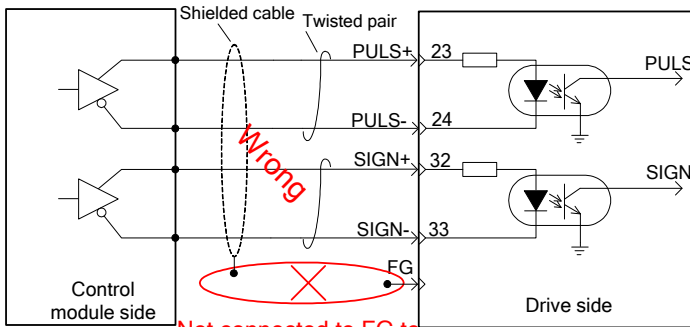 Shielded cable
Twisted pair
PULS+
23
PULS
PULS-
24
Wrong
SIGN+
32
SIGN
SIGN-
33
FG
Control
module side
Drive side
Not connected to FG to